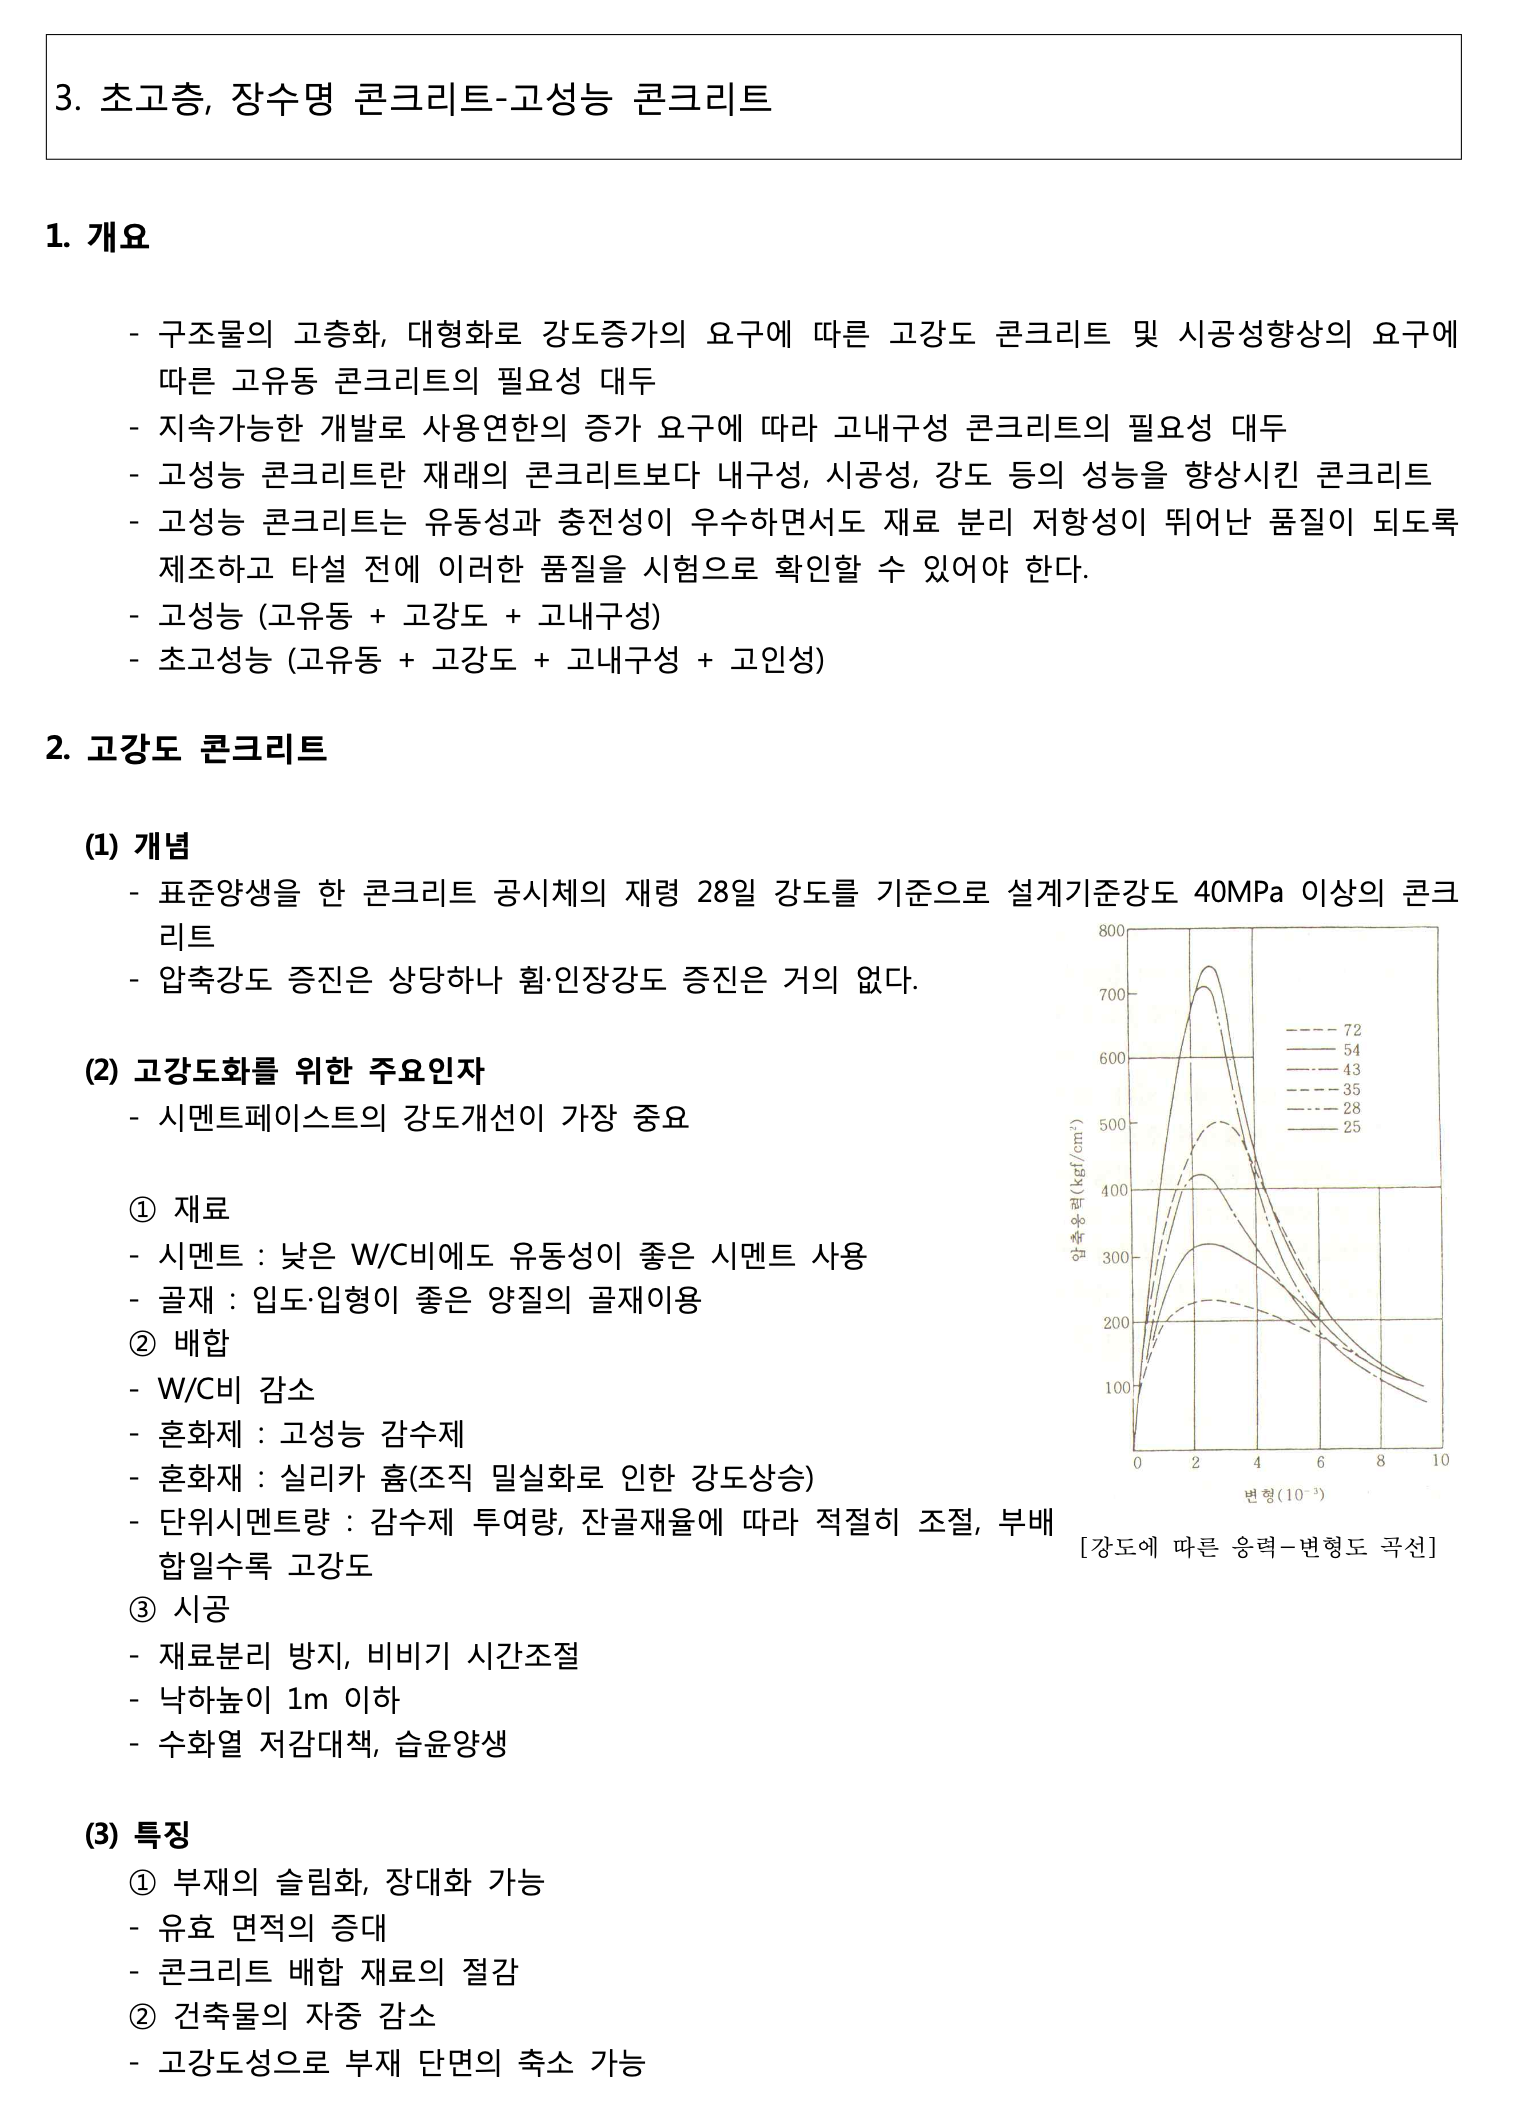 3. 초고층, 장수명 콘크리트-고성능 콘크리트
1. 개요
- 구조물의 고층화, 대형화로 강도증가의 요구에 따른 고강도 콘크리트 및 시공성향상의 요구에
따른 고유동 콘크리트의 필요성 대두
- 지속가능한 개발로 사용연한의 증가 요구에 따라 고내구성 콘크리트의 필요성 대두
- 고성능 콘크리트란 재래의 콘크리트보다 내구성, 시공성, 강도 등의 성능을 향상시킨 콘크리트
- 고성능 콘크리트는 유동성과 충전성이 우수하면서도 재료 분리 저항성이 뛰어난 품질이 되도록
제조하고 타설 전에 이러한 품질을 시험으로 확인할 수 있어야 한다.
- 고성능 (고유동 + 고강도 + 고내구성)
- 초고성능 (고유동 + 고강도 + 고내구성 + 고인성)
2. 고강도 콘크리트
(1) 개념
- 표준양생을 한 콘크리트 공시체의 재령 28일 강도를 기준으로 설계기준강도 40MPa 이상의 콘크
리트
- 압축강도 증진은 상당하나 휨·인장강도 증진은 거의 없다.
(2) 고강도화를 위한 주요인자
- 시멘트페이스트의 강도개선이 가장 중요
① 재료
- 시멘트 : 낮은 W/C비에도 유동성이 좋은 시멘트 사용
- 골재 : 입도·입형이 좋은 양질의 골재이용
② 배합
- W/C비 감소
- 혼화제 : 고성능 감수제
- 혼화재 : 실리카 흄(조직 밀실화로 인한 강도상승)
- 단위시멘트량 : 감수제 투여량, 잔골재율에 따라 적절히 조절, 부배
합일수록 고강도
③ 시공
- 재료분리 방지, 비비기 시간조절
- 낙하높이 1m 이하
- 수화열 저감대책, 습윤양생
800
700
600
500
400
300
200
100
압축응력(kgf/cm²)
72
54
43
35
28
25
0 2 4 6 8 10
변형(10⁻³)
[강도에 따른 응력-변형도 곡선]
(3) 특징
① 부재의 슬림화, 장대화 가능
- 유효 면적의 증대
- 콘크리트 배합 재료의 절감
② 건축물의 자중 감소
- 고강도성으로 부재 단면의 축소 가능